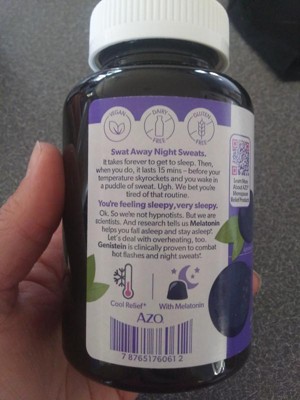 VEGAN
DAIRY
FREE
GLUTEN
FREE
Swat Away Night Sweats.
It takes forever to get to sleep. Then,
when you do, it lasts 15 mins – before your
temperature skyrockets and you wake in
a puddle of sweat. Ugh. We bet you're
tired of that routine.
You're feeling sleepy, very sleepy.
Ok. So we're not hypnotists. But we are
scientists. And research tells us Melatonin
helps you fall asleep and stay asleep*.
Let's deal with overheating, too.
Genistein is clinically proven to combat
hot flashes and night sweats*.
Cool Relief*
With Melatonin
AZO
7 87651 76061 2